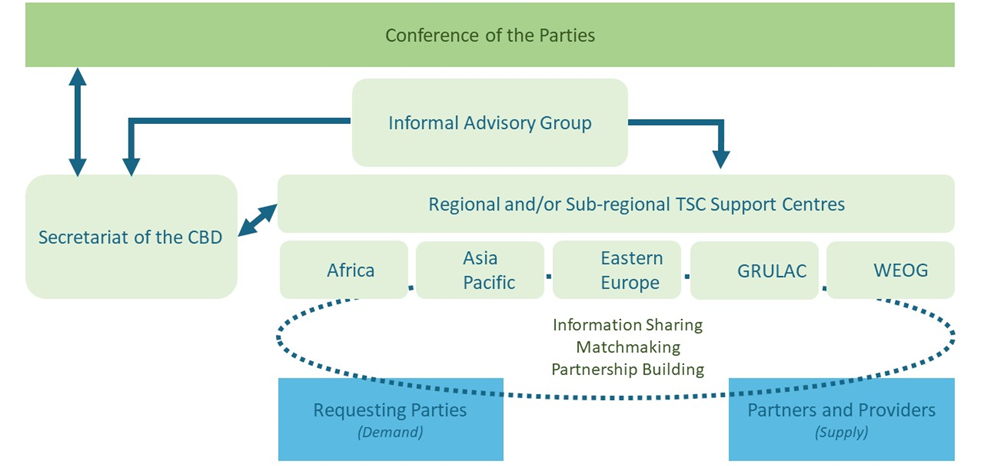 Conference of the Parties
Informal Advisory Group
Secretariat of the CBD
Regional and/or Sub-regional TSC Support Centres
Africa
Asia
Pacific
Eastern
Europe
GRULAC
WEOG
Information Sharing
Matchmaking
Partnership Building
Requesting Parties
(Demand)
Partners and Providers
(Supply)